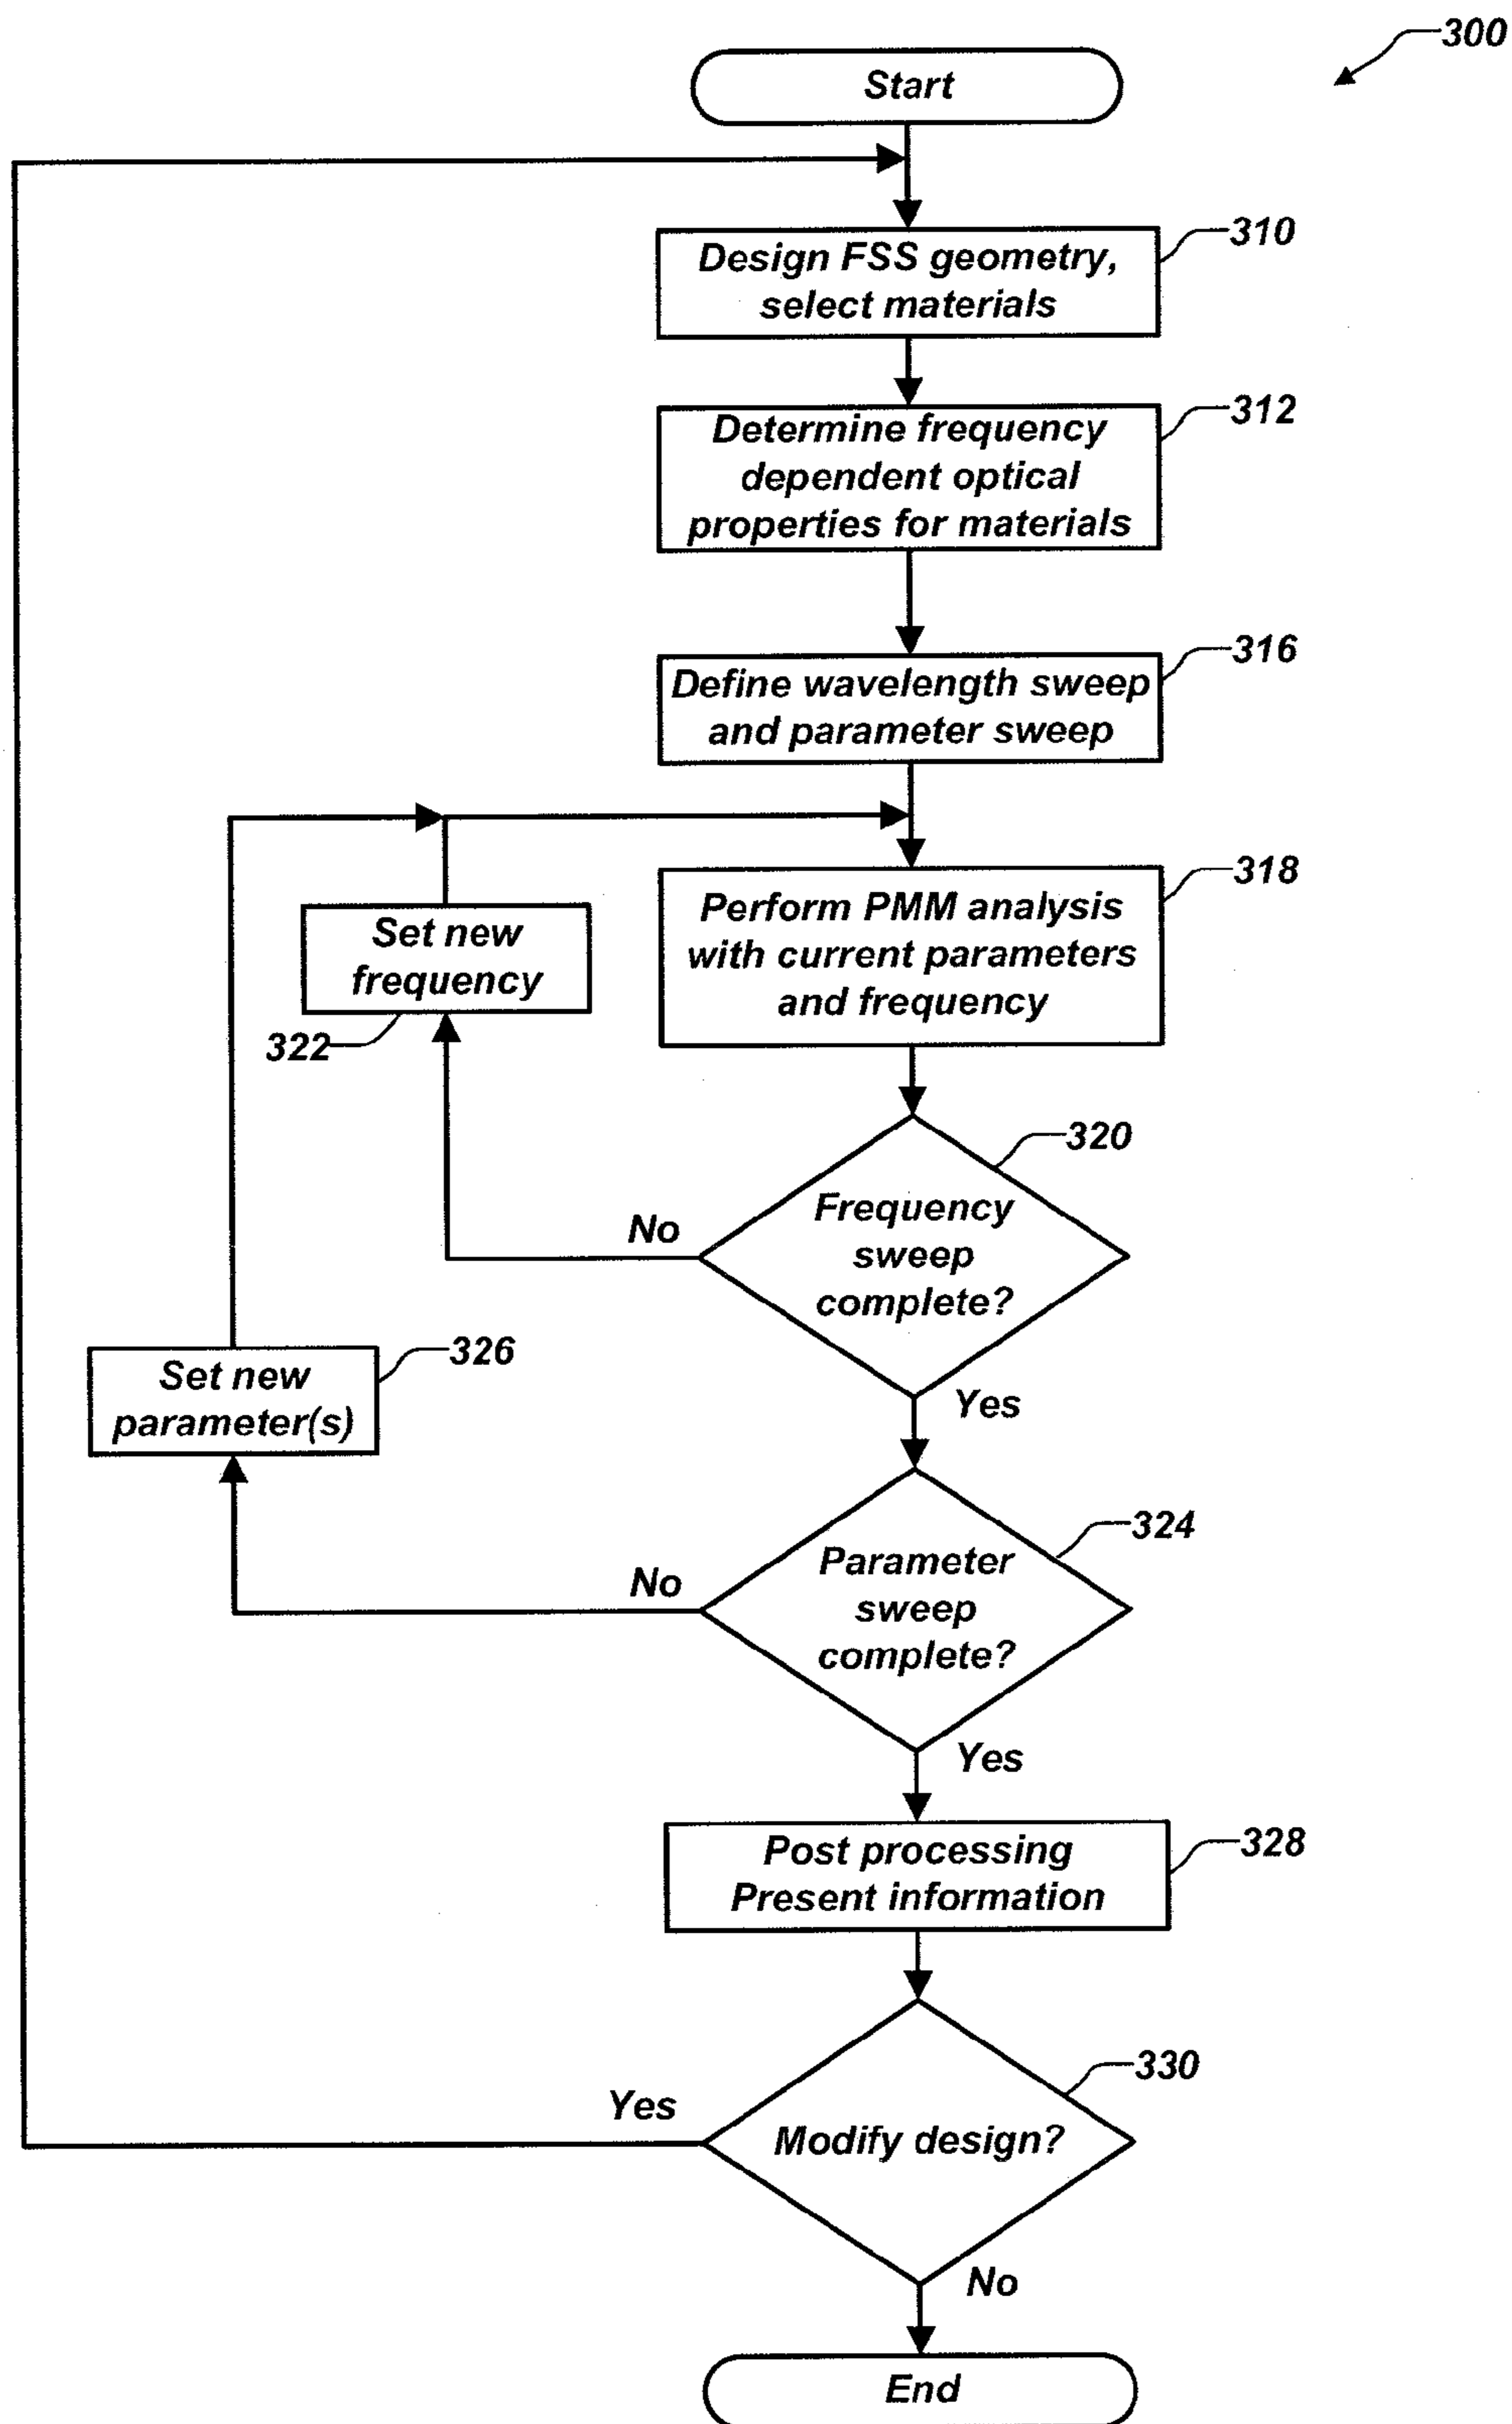 300
Start
310
Design FSS geometry,
select materials
312
Determine frequency
dependent optical
properties for materials
316
Define wavelength sweep
and parameter sweep
318
Perform PMM analysis
with current parameters
and frequency
Set new
frequency
322
320
Frequency
sweep
complete?
No
Yes
326
Set new
parameter(s)
324
Parameter
sweep
complete?
No
Yes
328
Post processing
Present information
330
Modify design?
Yes
No
End